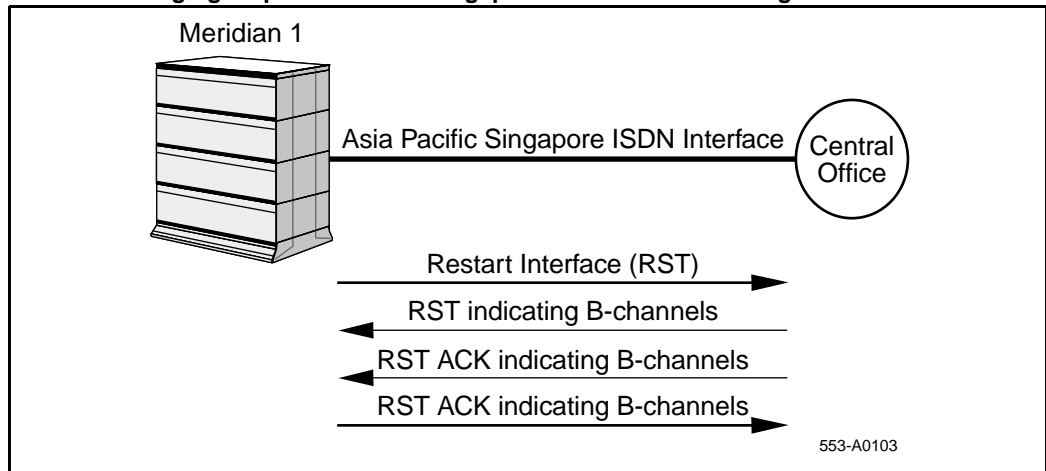 Meridian 1
Asia Pacific Singapore ISDN Interface
Central
Office
Restart Interface (RST)
RST indicating B-channels
RST ACK indicating B-channels
RST ACK indicating B-channels
553-A0103